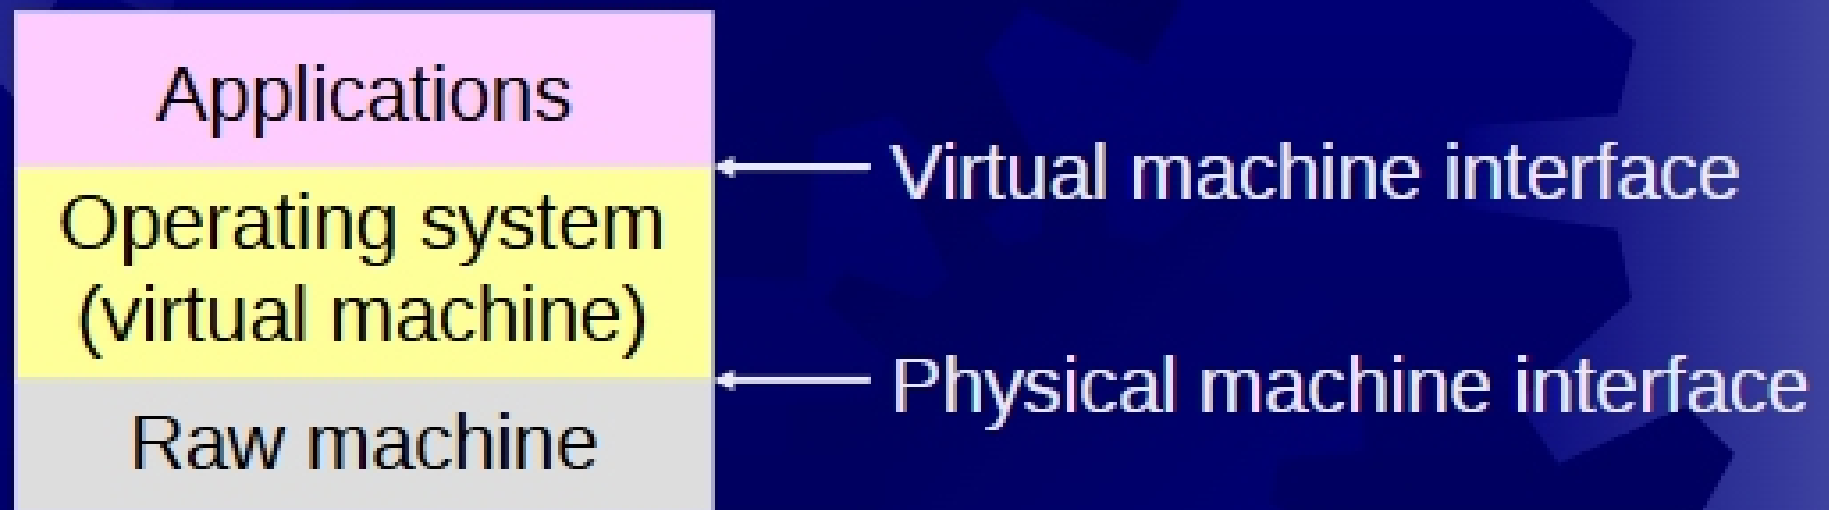 Applications
Virtual machine interface
Operating system
(virtual machine)
Physical machine interface
Raw machine